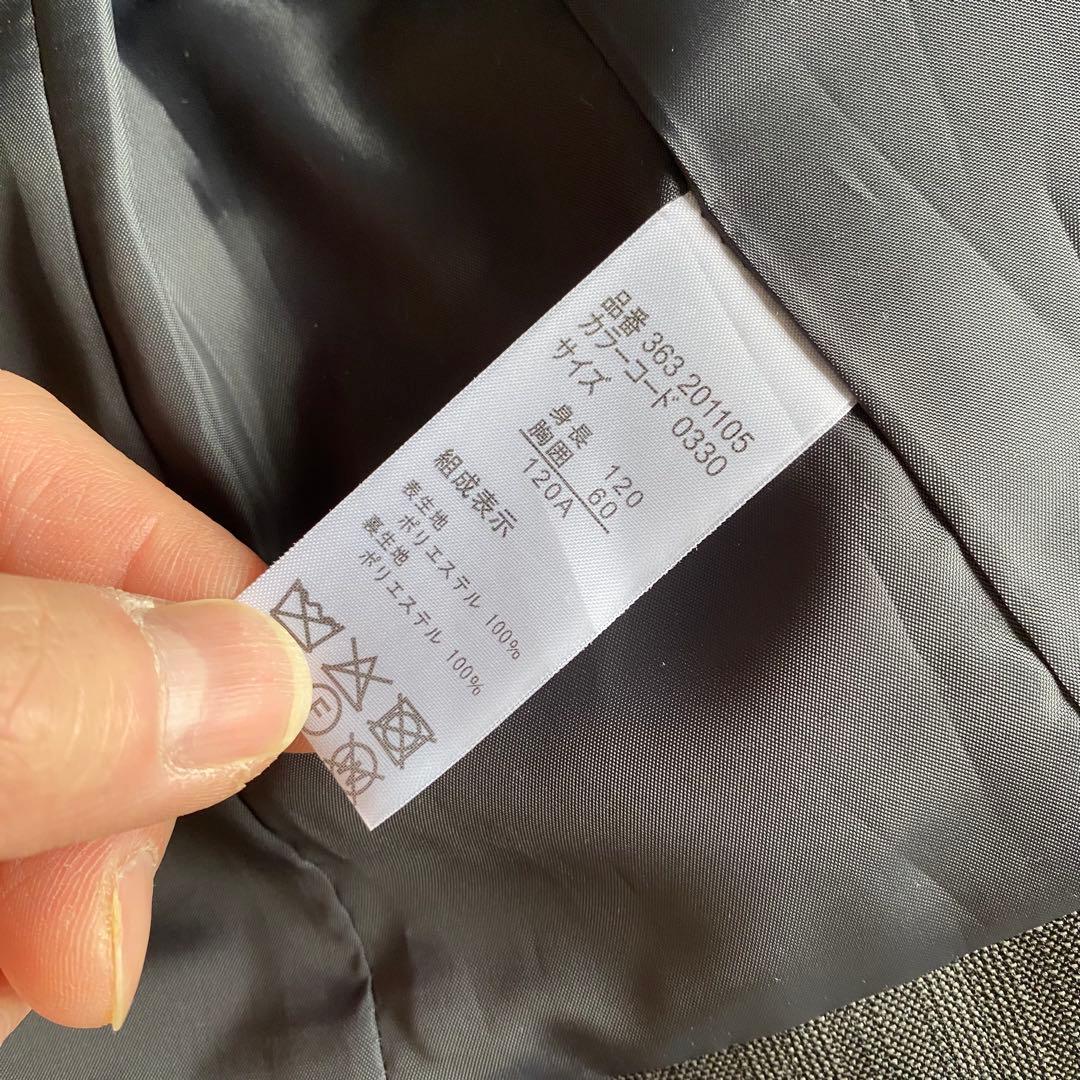 品番 363 201105
カラーコード 0330
サイズ
身長 120
胸囲 60
120A
組成表示
表生地
ポリエステル 100%
裏生地
ポリエステル 100%
F
W